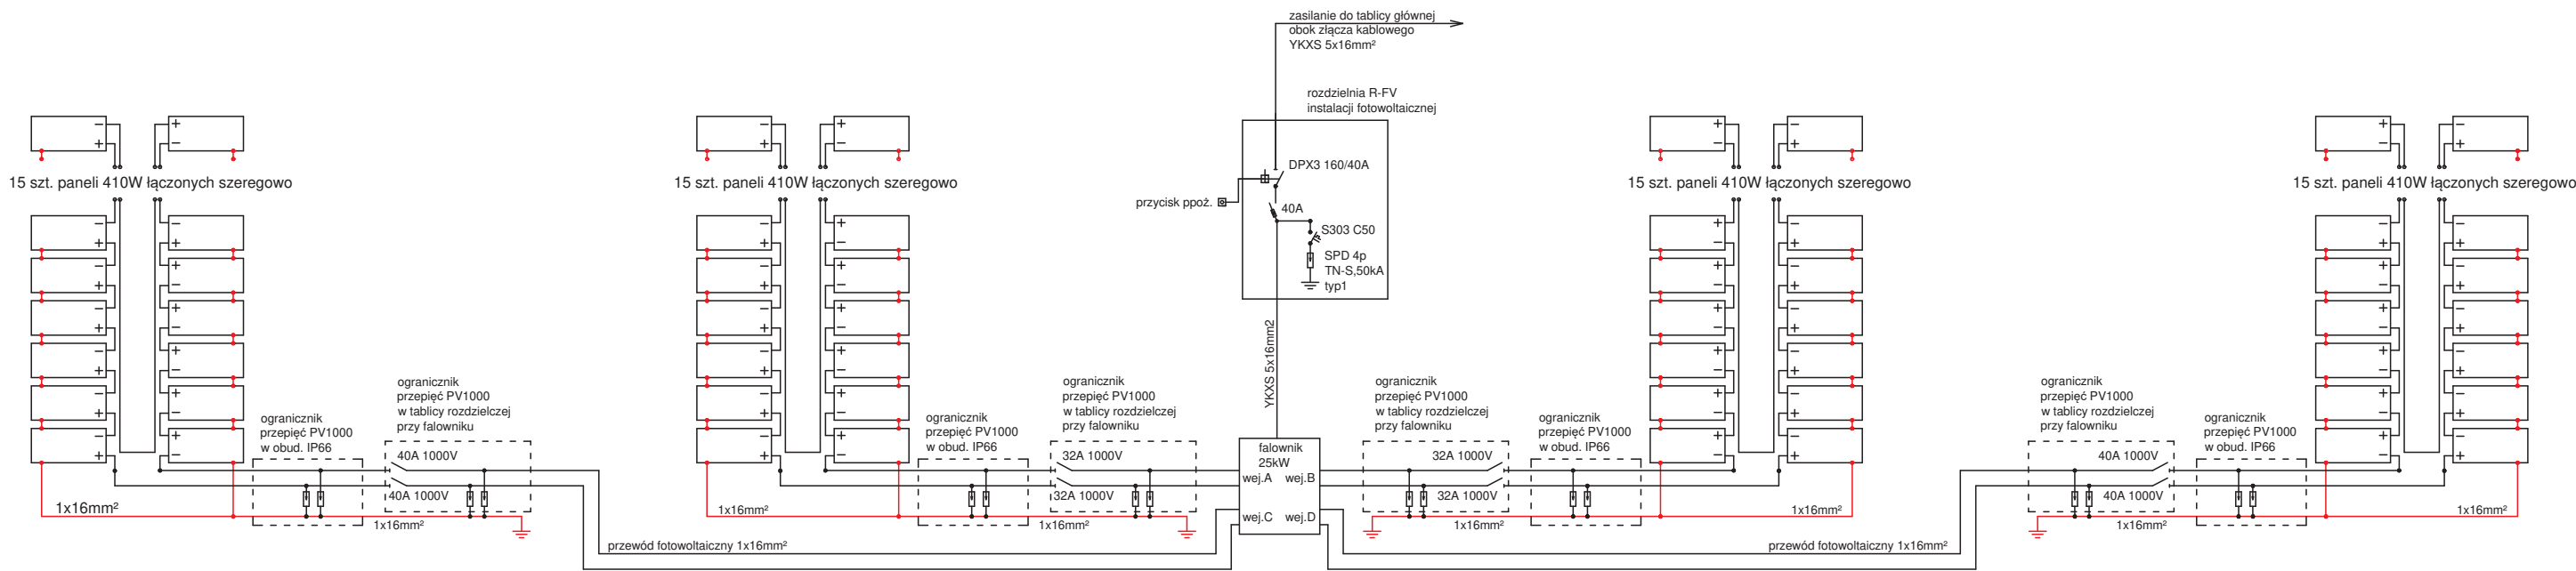 zasilanie do tablicy głównej
obok złącza kablowego
YKXS 5x16mm²
rozdzielnia R-FV
instalacji fotowoltaicznej
DPX3 160/40A
przycisk ppoż.
40A
S303 C50
SPD 4p
TN-S,50kA
typ1
YKXS 5x16mm2
15 szt. paneli 410W łączonych szeregowo
15 szt. paneli 410W łączonych szeregowo
15 szt. paneli 410W łączonych szeregowo
15 szt. paneli 410W łączonych szeregowo
ogranicznik
przepięć PV1000
w obud. IP66
ogranicznik
przepięć PV1000
w tablicy rozdzielczej
przy falowniku
40A 1000V
40A 1000V
1x16mm²
1x16mm²
ogranicznik
przepięć PV1000
w obud. IP66
ogranicznik
przepięć PV1000
w tablicy rozdzielczej
przy falowniku
32A 1000V
32A 1000V
1x16mm²
1x16mm²
falownik
25kW
wej.A wej.B
wej.C wej.D
ogranicznik
przepięć PV1000
w tablicy rozdzielczej
przy falowniku
32A 1000V
32A 1000V
ogranicznik
przepięć PV1000
w obud. IP66
1x16mm²
1x16mm²
ogranicznik
przepięć PV1000
w tablicy rozdzielczej
przy falowniku
40A 1000V
40A 1000V
ogranicznik
przepięć PV1000
w obud. IP66
1x16mm²
1x16mm²
przewód fotowoltaiczny 1x16mm²
przewód fotowoltaiczny 1x16mm²